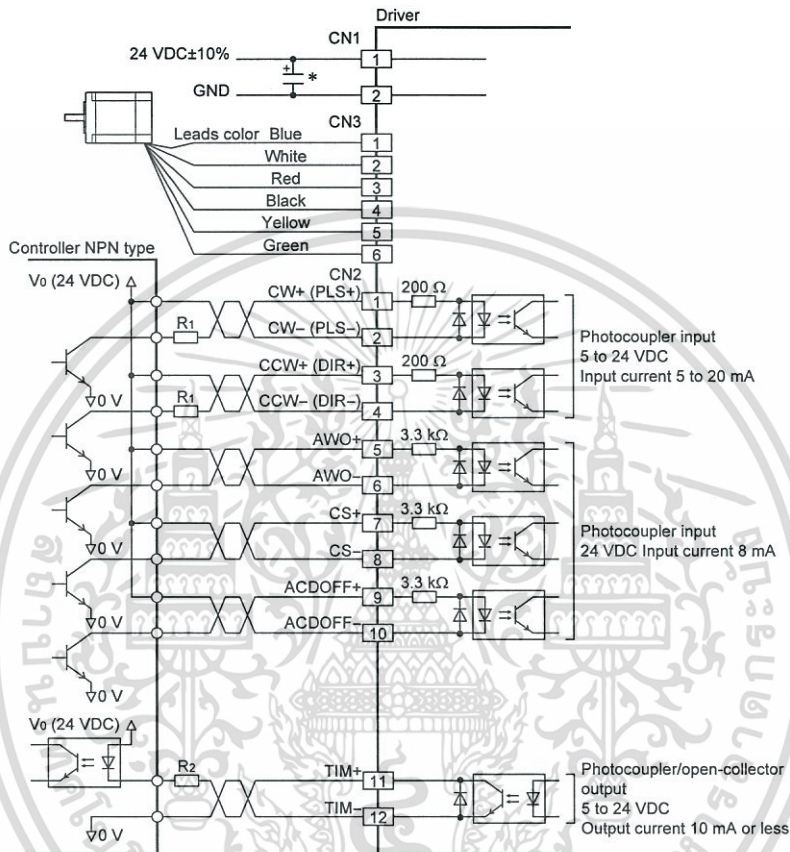 Driver
CN1
24 VDC±10%
1
+
*
GND
2
CN3
Leads color Blue
1
White
2
Red
3
Black
4
Yellow
5
Green
6
Controller NPN type
V0 (24 VDC)
CN2
CW+ (PLS+)
1
200 Ω
R1
CW– (PLS–)
2
0 V
CCW+ (DIR+)
3
200 Ω
R1
CCW– (DIR–)
4
0 V
Photocoupler input
5 to 24 VDC
Input current 5 to 20 mA
AWO+
5
3.3 kΩ
AWO–
6
0 V
CS+
7
3.3 kΩ
CS–
8
0 V
ACDOFF+
9
3.3 kΩ
ACDOFF–
10
0 V
Photocoupler input
24 VDC Input current 8 mA
V0 (24 VDC)
R2
TIM+
11
TIM–
12
0 V
Photocoupler/open-collector
output
5 to 24 VDC
Output current 10 mA or less